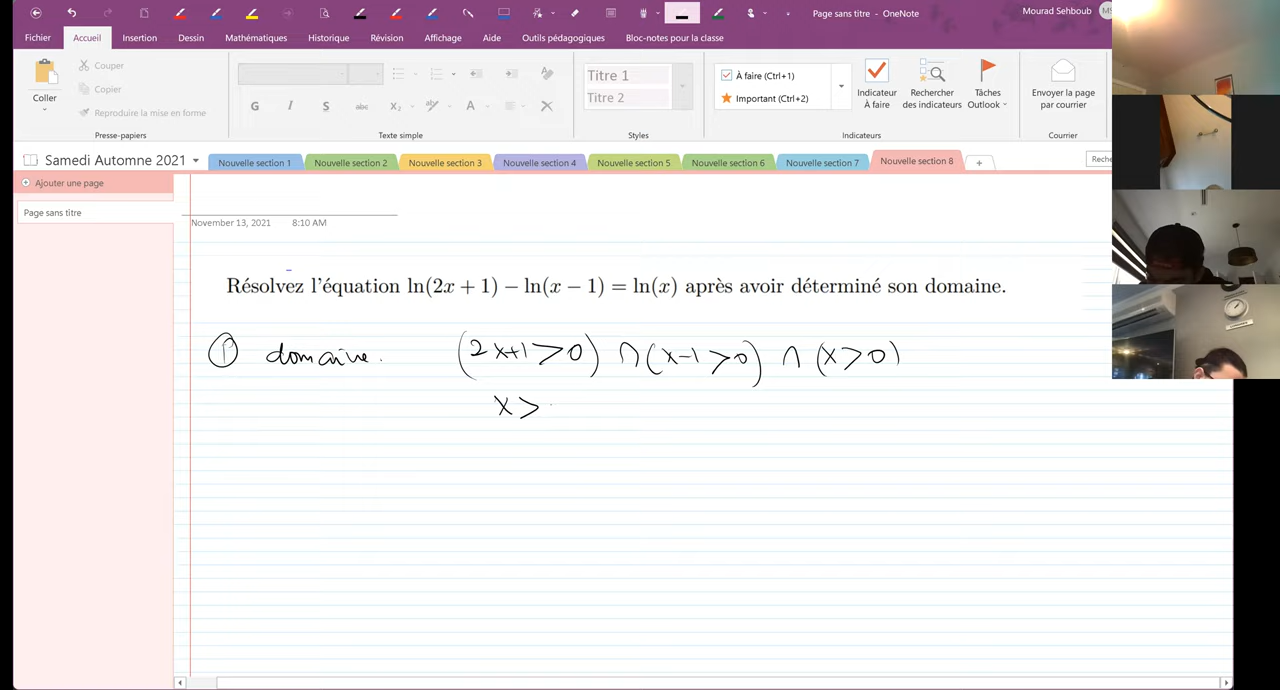 Page sans titre - OneNote
Mourad Sehboub
MS
Fichier Accueil Insertion Dessin Mathématiques Historique Révision Affichage Aide Outils pédagogiques Bloc-notes pour la classe
Coller
Couper
Copier
Reproduire la mise en forme
Presse-papiers
G I S abc x₂ A
Texte simple
Titre 1
Titre 2
Styles
À faire (Ctrl+1)
Important (Ctrl+2)
Indicateur À faire
Rechercher des indicateurs
Tâches Outlook
Indicateurs
Envoyer la page par courrier
Courrier
Samedi Automne 2021
Nouvelle section 1 Nouvelle section 2 Nouvelle section 3 Nouvelle section 4 Nouvelle section 5 Nouvelle section 6 Nouvelle section 7 Nouvelle section 8 +
Reche
Ajouter une page
Page sans titre
November 13, 2021 8:10 AM
Résolvez l'équation ln(2x + 1) − ln(x − 1) = ln(x) après avoir déterminé son domaine.
① domaine. (2x+1>0) ∩ (x-1>0) ∩ (x>0)
x>